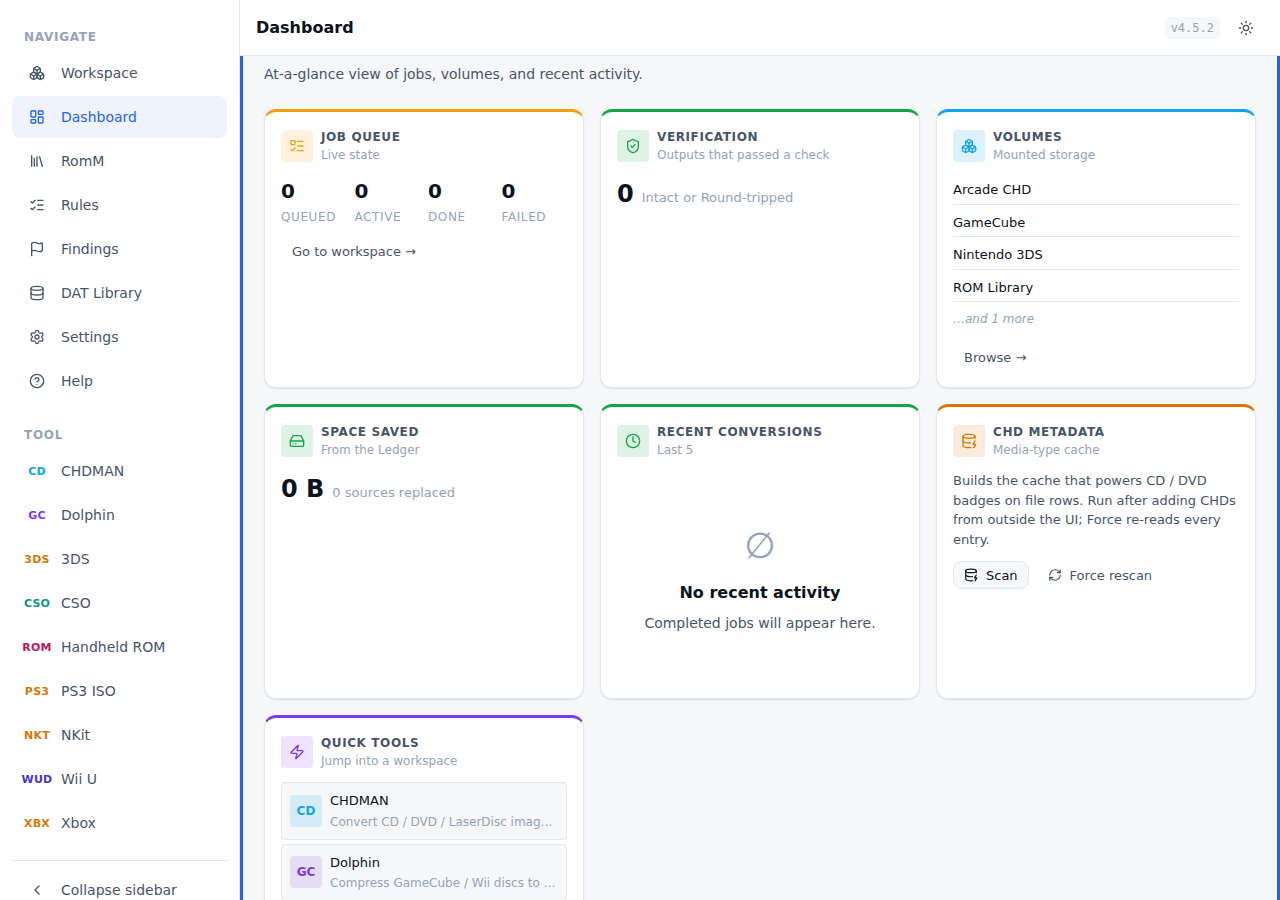 NAVIGATE
Workspace
Dashboard
RomM
Rules
Findings
DAT Library
Settings
Help
TOOL
CD CHDMAN
GC Dolphin
3DS 3DS
CSO CSO
ROM Handheld ROM
PS3 PS3 ISO
NKT NKit
WUD Wii U
XBX Xbox
Collapse sidebar
Dashboard
v4.5.2
At-a-glance view of jobs, volumes, and recent activity.
JOB QUEUE
Live state
0 0 0 0
QUEUED ACTIVE DONE FAILED
Go to workspace →
VERIFICATION
Outputs that passed a check
0 Intact or Round-tripped
VOLUMES
Mounted storage
Arcade CHD
GameCube
Nintendo 3DS
ROM Library
…and 1 more
Browse →
SPACE SAVED
From the Ledger
0 B 0 sources replaced
RECENT CONVERSIONS
Last 5
∅
No recent activity
Completed jobs will appear here.
CHD METADATA
Media-type cache
Builds the cache that powers CD / DVD
badges on file rows. Run after adding CHDs
from outside the UI; Force re-reads every
entry.
Scan Force rescan
QUICK TOOLS
Jump into a workspace
CD CHDMAN
Convert CD / DVD / LaserDisc imag…
GC Dolphin
Compress GameCube / Wii discs to …